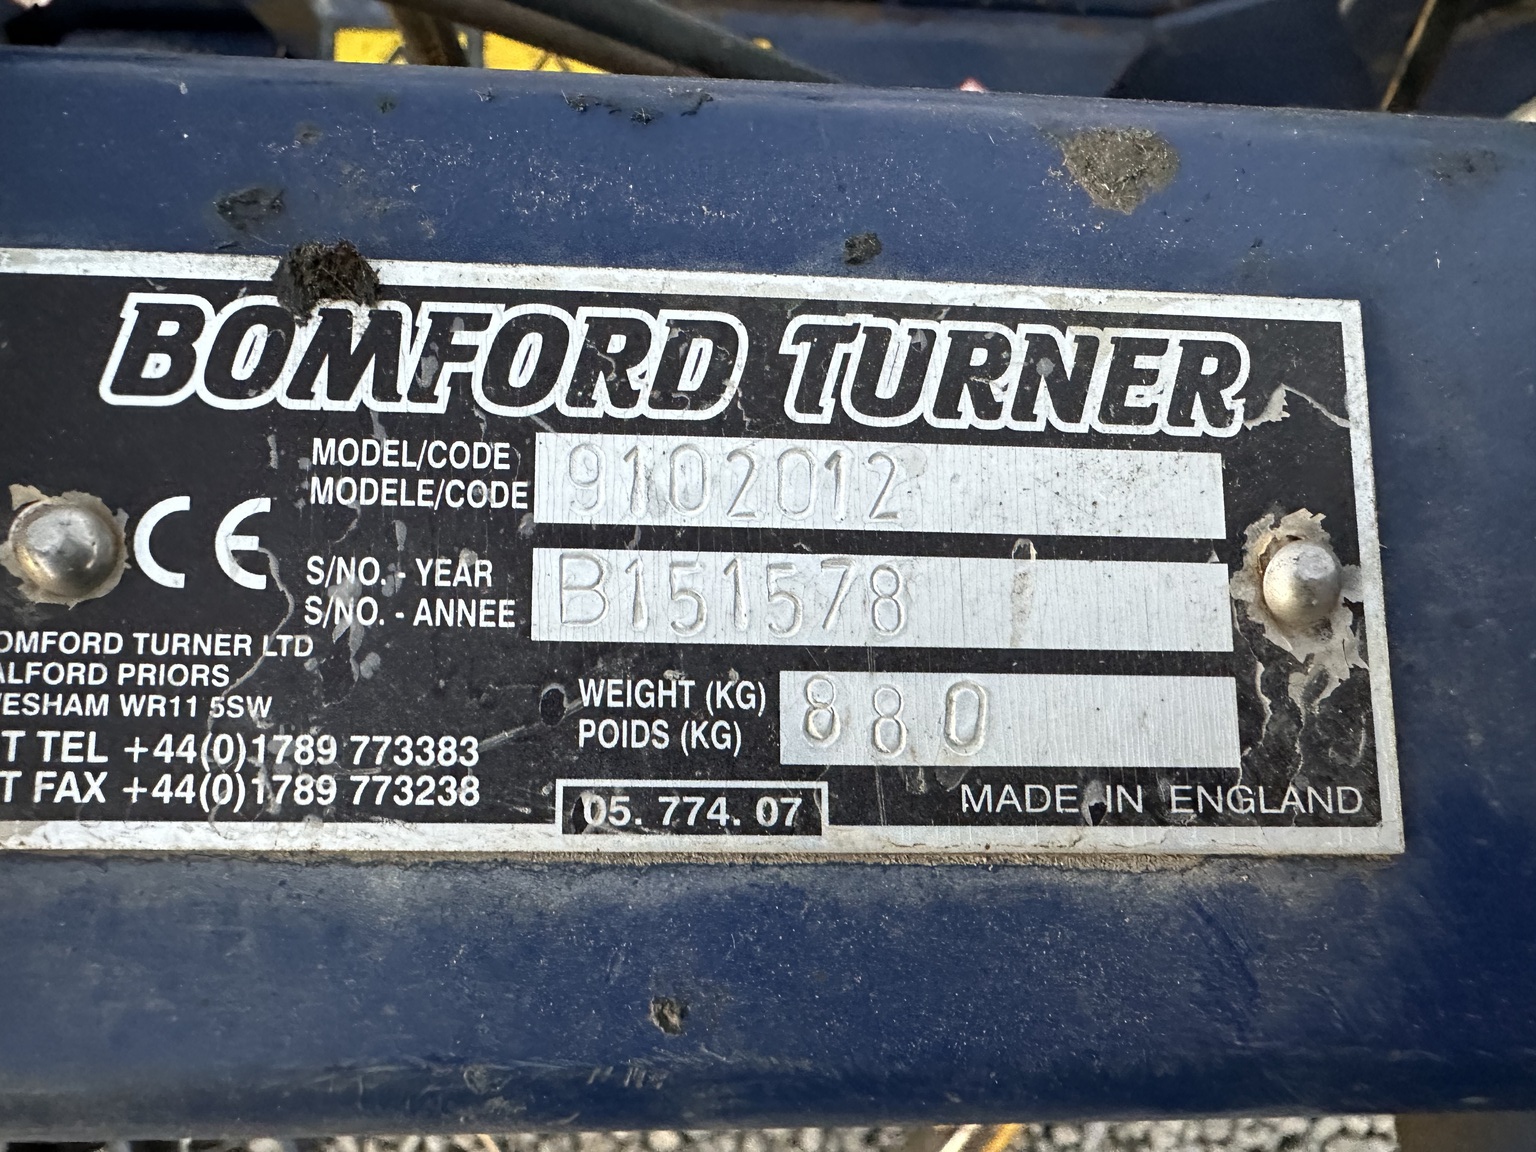 BOMFORD TURNER
MODEL/CODE
MODELE/CODE
9102012
CE
S/NO. - YEAR
S/NO. - ANNEE
B151578
OMFORD TURNER LTD
ALFORD PRIORS
VESHAM WR11 5SW
T TEL +44(0)1789 773383
T FAX +44(0)1789 773238
WEIGHT (KG)
POIDS (KG)
880
05. 774. 07
MADE IN ENGLAND